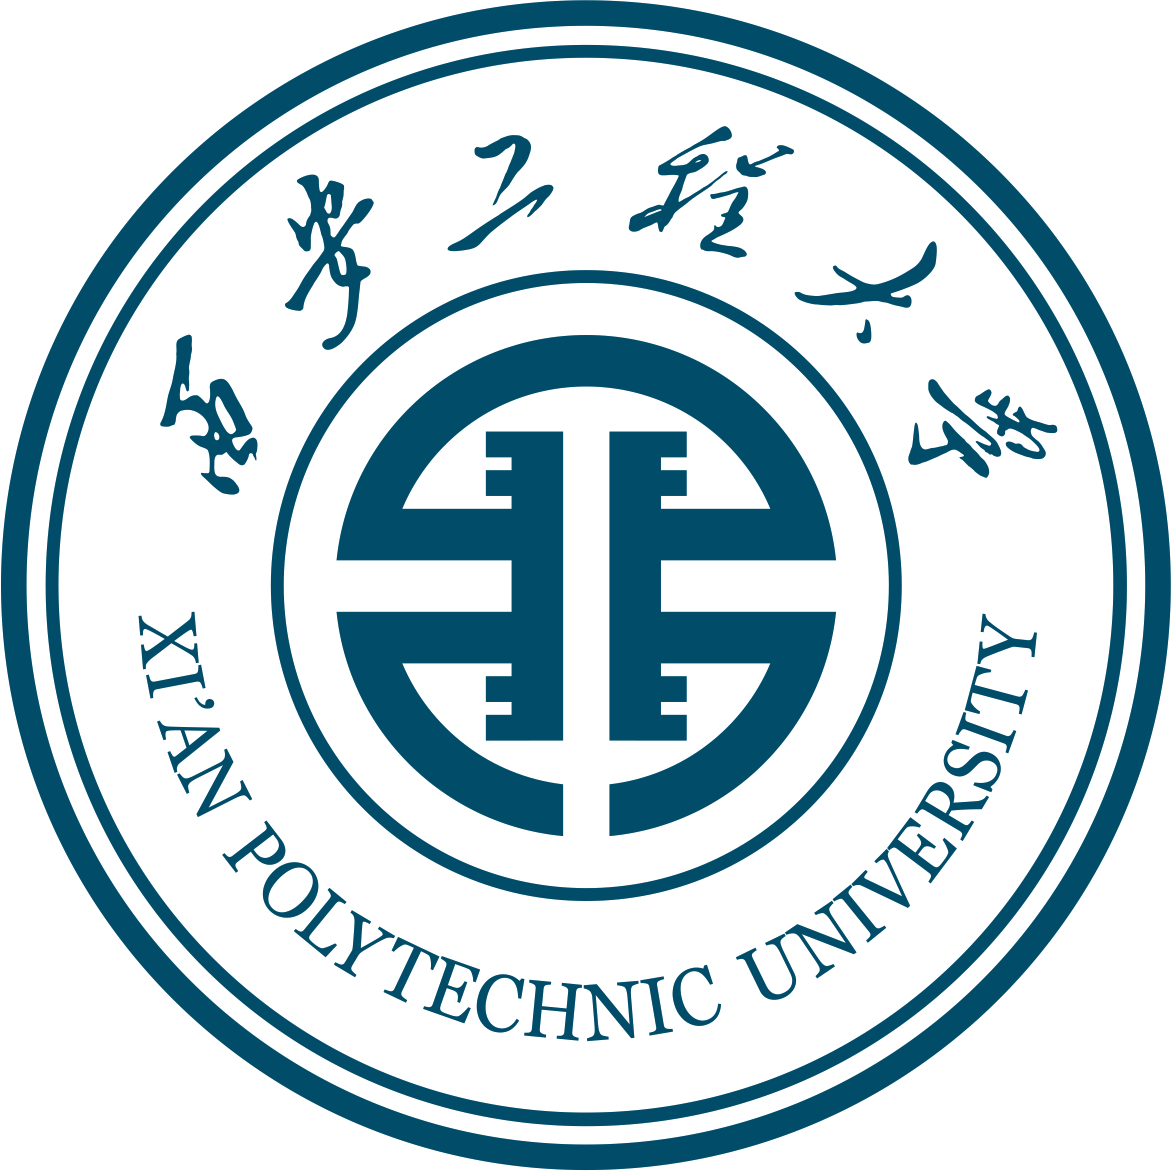 西安工程大学
XI’AN POLYTECHNIC UNIVERSITY